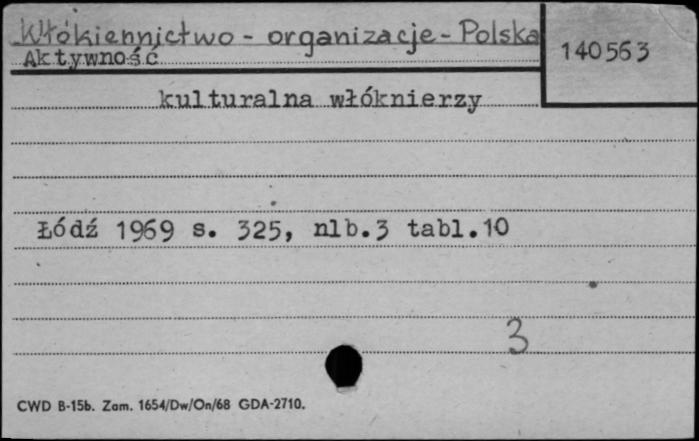 Włókiennictwo - organizacje - Polska
140563
Aktywność
kulturalna włóknierzy
Łódź 1969 s. 325, nlb.3 tabl.10
3
CWD B-15b. Zam. 1654/Dw/On/68 GDA-2710.